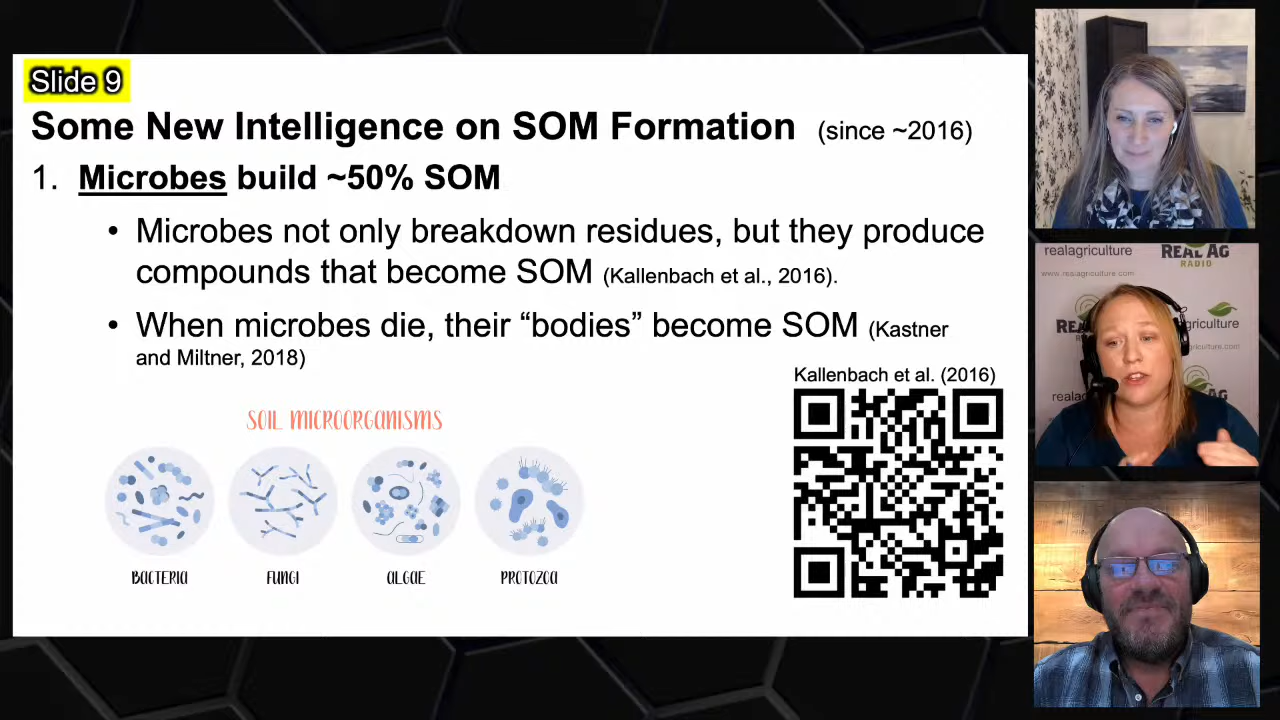 Slide 9
Some New Intelligence on SOM Formation (since ~2016)
1. Microbes build ~50% SOM
• Microbes not only breakdown residues, but they produce
compounds that become SOM (Kallenbach et al., 2016).
• When microbes die, their “bodies” become SOM (Kastner
and Miltner, 2018)
Kallenbach et al. (2016)
SOIL MICROORGANISMS
BACTERIA
FUNGI
ALGAE
PROTOZOA
realagriculture
www.realagriculture.com
REAL AG
RADIO